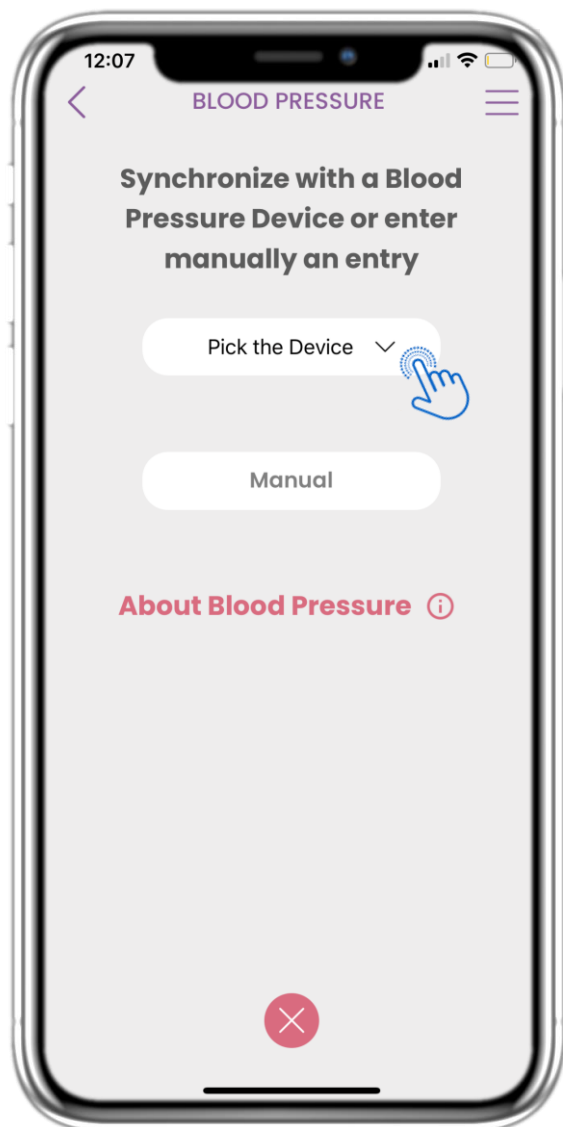 12:07
BLOOD PRESSURE
Synchronize with a Blood
Pressure Device or enter
manually an entry
Pick the Device
Manual
About Blood Pressure